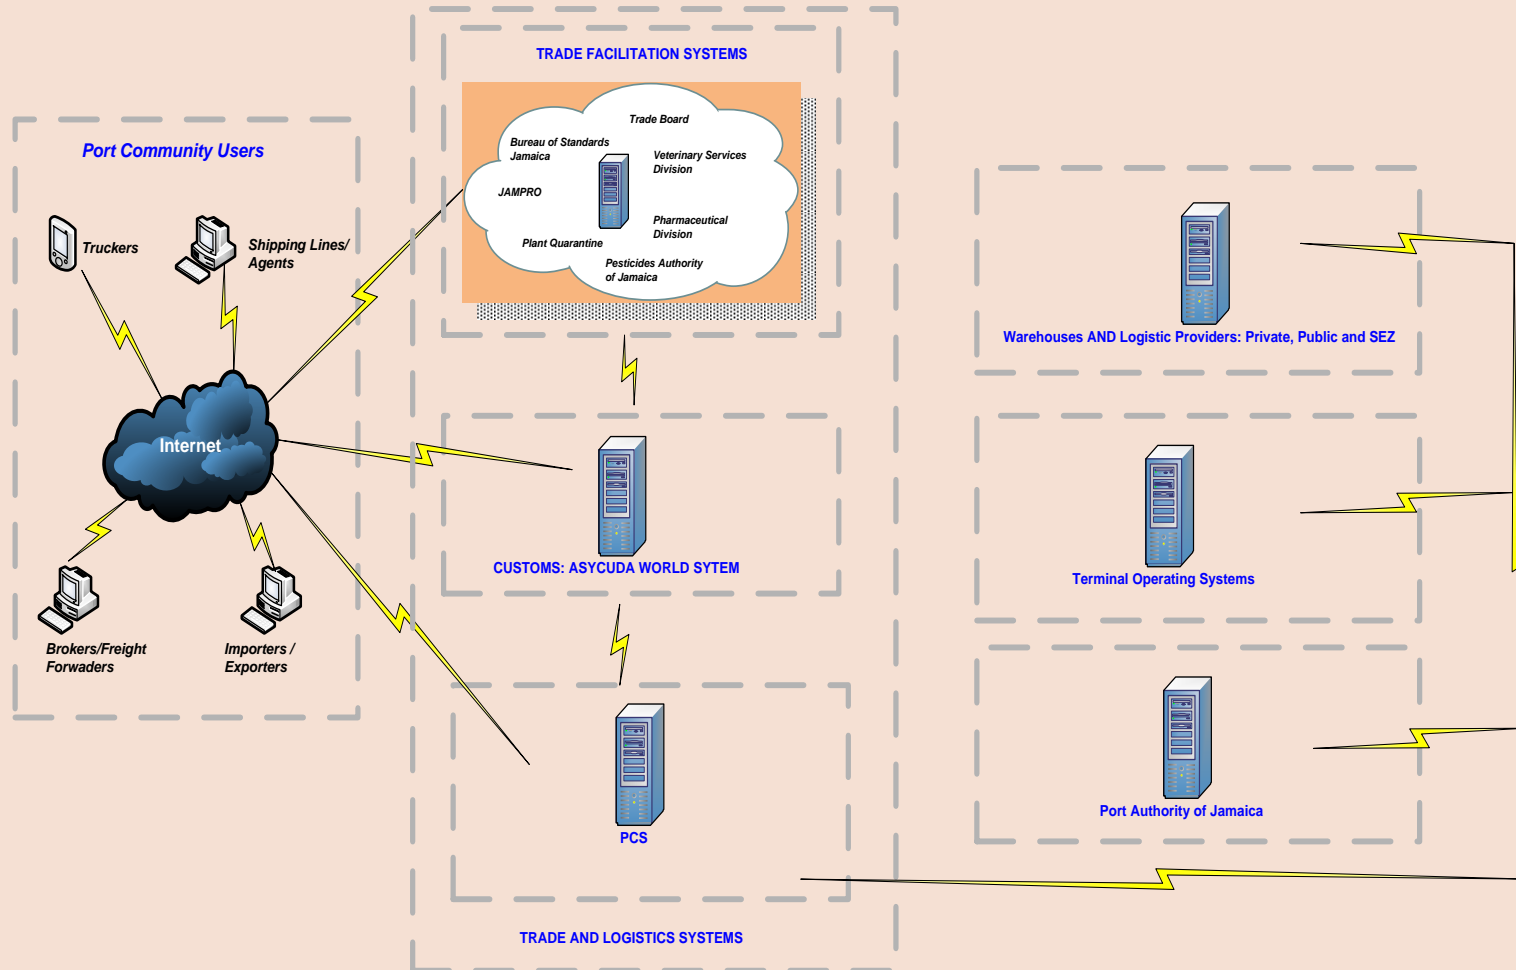 TRADE FACILITATION SYSTEMS
Trade Board
Bureau of Standards
Jamaica
Veterinary Services
Division
JAMPRO
Pharmaceutical
Division
Plant Quarantine
Pesticides Authority
of Jamaica
Port Community Users
Truckers
Shipping Lines/
Agents
Internet
Brokers/Freight
Forwaders
Importers /
Exporters
CUSTOMS: ASYCUDA WORLD SYTEM
PCS
TRADE AND LOGISTICS SYSTEMS
Warehouses AND Logistic Providers: Private, Public and SEZ
Terminal Operating Systems
Port Authority of Jamaica